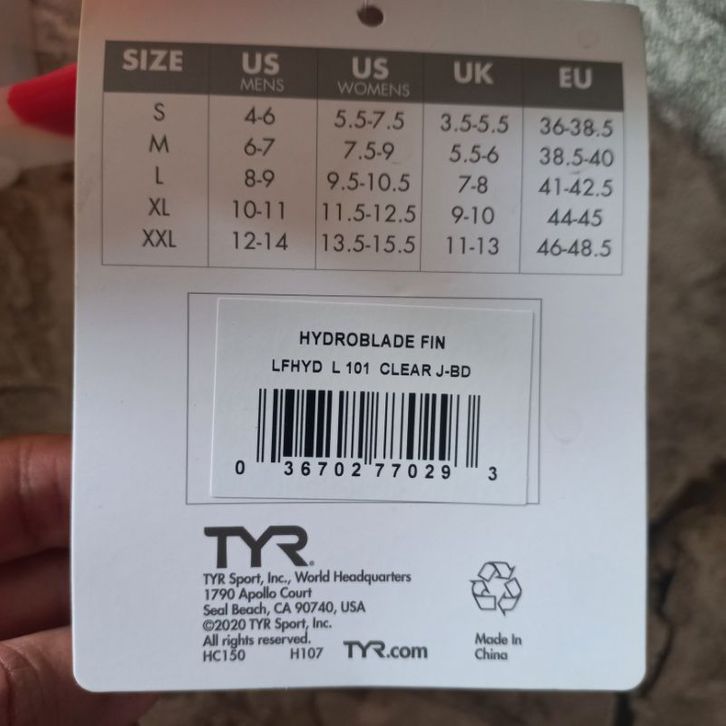 SIZE US MENS US WOMENS UK EU
S 4-6 5.5-7.5 3.5-5.5 36-38.5
M 6-7 7.5-9 5.5-6 38.5-40
L 8-9 9.5-10.5 7-8 41-42.5
XL 10-11 11.5-12.5 9-10 44-45
XXL 12-14 13.5-15.5 11-13 46-48.5
HYDROBLADE FIN
LFHYD L 101 CLEAR J-BD
0 36702 77029 3
TYR®
TYR Sport, Inc., World Headquarters
1790 Apollo Court
Seal Beach, CA 90740, USA
©2020 TYR Sport, Inc.
All rights reserved.
HC150 H107 TYR.com
Made In
China